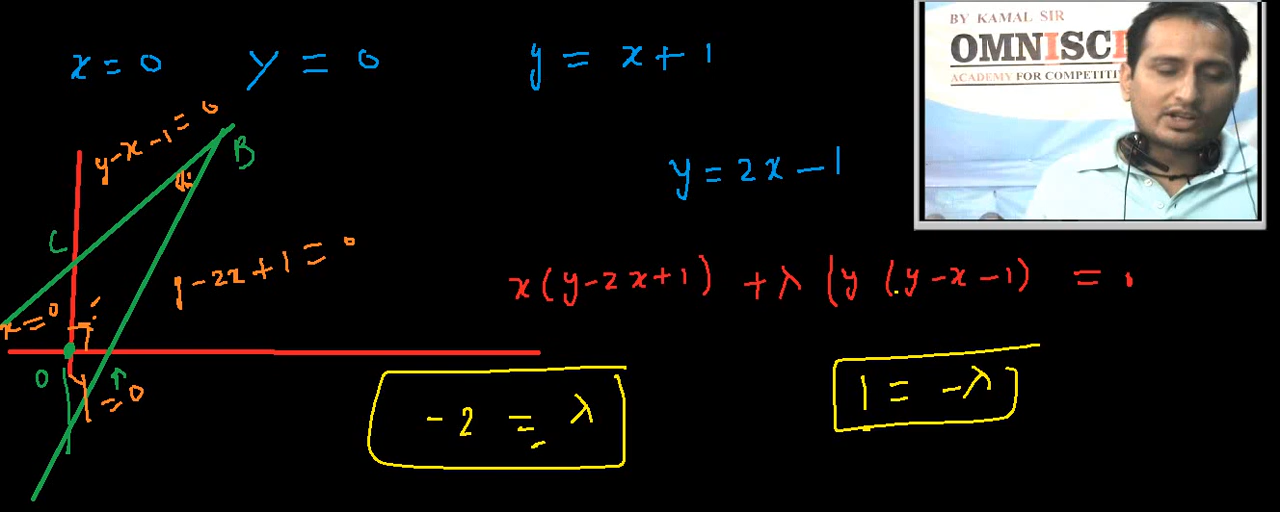 x = 0 y = 0 y = x + 1
BY KAMAL SIR
OMNISCI
ACADEMY FOR COMPETITI
y - x - 1 = 0
B
y = 2x - 1
C
y - 2x + 1 = 0
x (y - 2x + 1) + λ (y (y - x - 1) =
x = 0
O
y = 0
- 2 = λ
1 = - λ